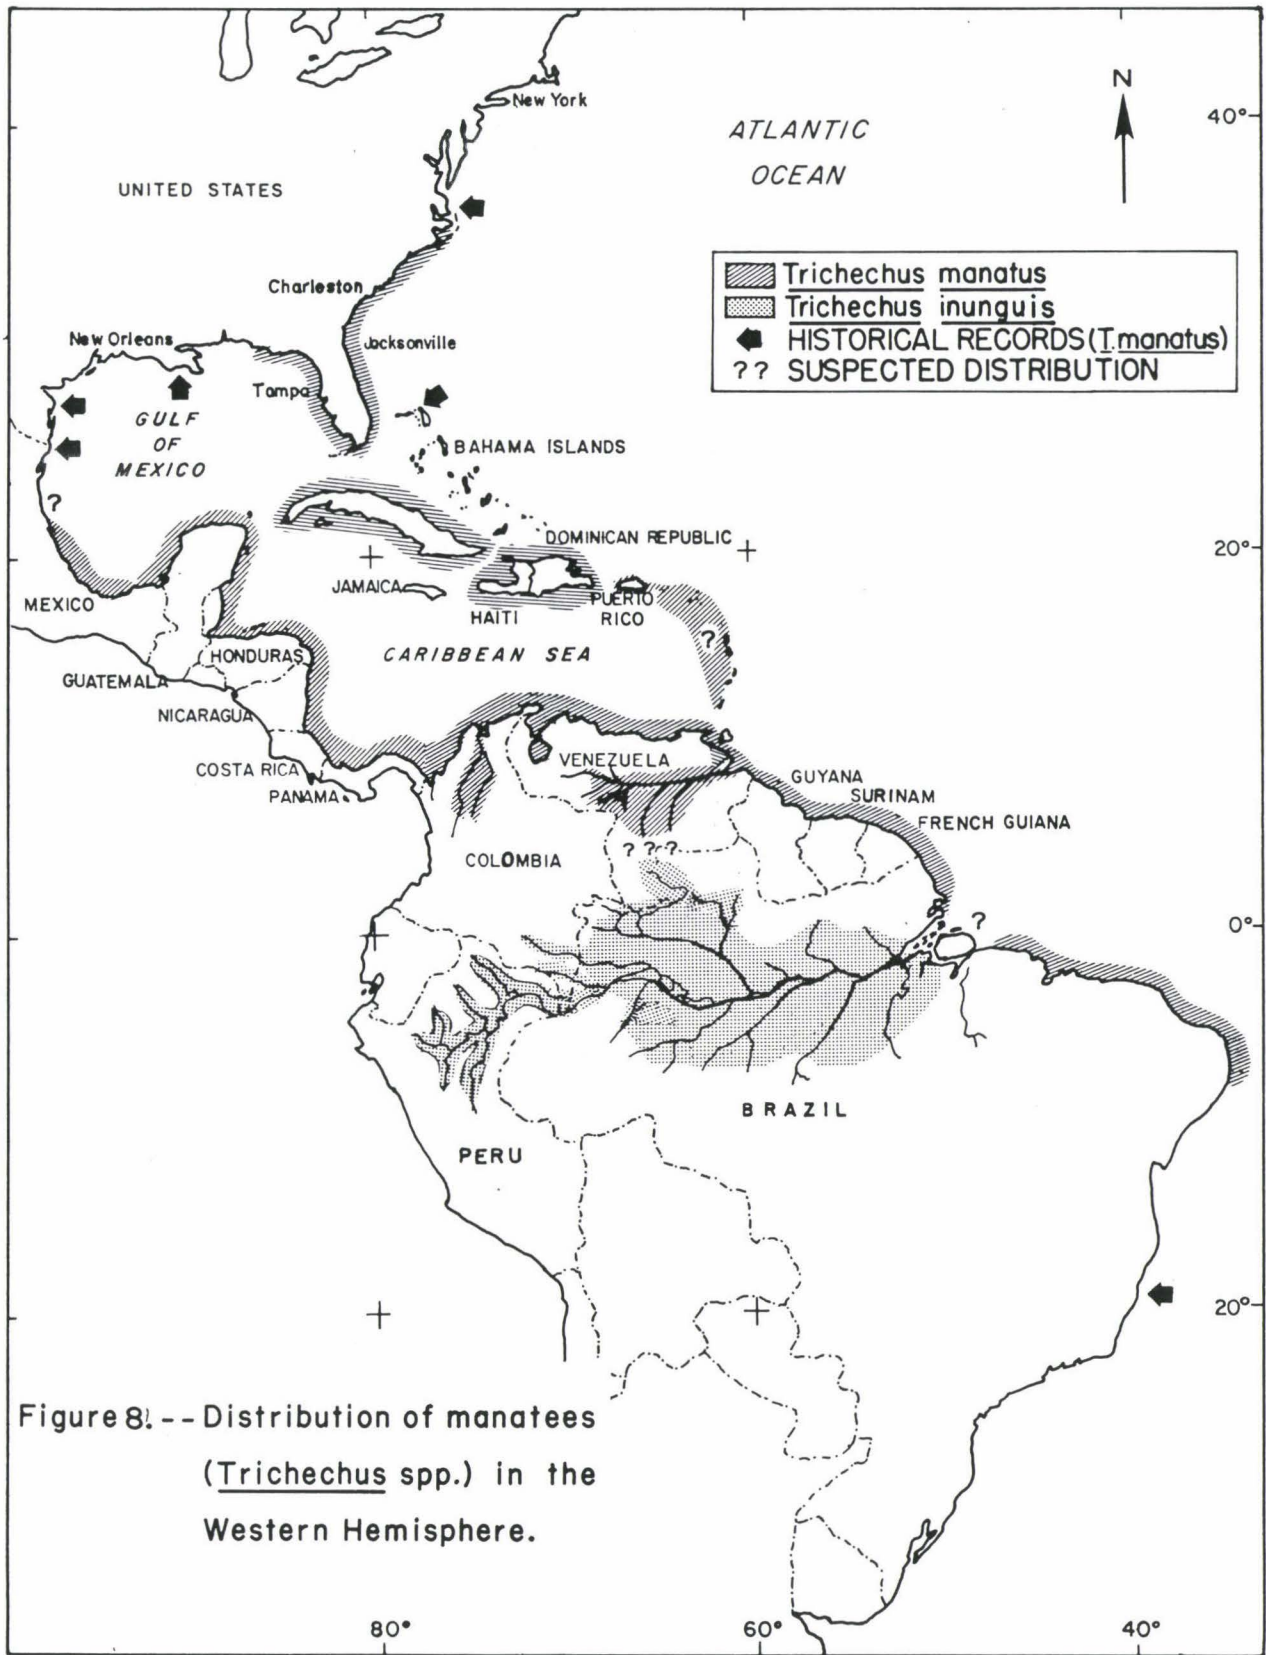 New York
N
40°
ATLANTIC
OCEAN
UNITED STATES
Trichechus manatus
Trichechus inunguis
HISTORICAL RECORDS (T. manatus)
?? SUSPECTED DISTRIBUTION
Charleston
New Orleans
Jacksonville
Tampa
GULF
OF
MEXICO
BAHAMA ISLANDS
?
DOMINICAN REPUBLIC
20°
JAMAICA
MEXICO
HAITI
PUERTO
RICO
?
HONDURAS
CARIBBEAN SEA
GUATEMALA
NICARAGUA
COSTA RICA
PANAMA
VENEZUELA
GUYANA
SURINAM
FRENCH GUIANA
COLOMBIA
? ? ?
?
0°
BRAZIL
PERU
20°
Figure 8. -- Distribution of manatees
(Trichechus spp.) in the
Western Hemisphere.
80°
60°
40°